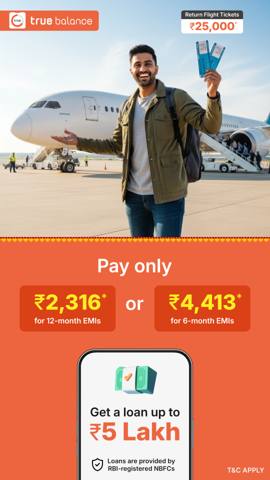 true balance
Return Flight Tickets
₹25,000*
Pay only
₹2,316*
for 12-month EMIs
or
₹4,413*
for 6-month EMIs
Get a loan up to
₹5 Lakh
Loans are provided by
RBI-registered NBFCs
T&C APPLY